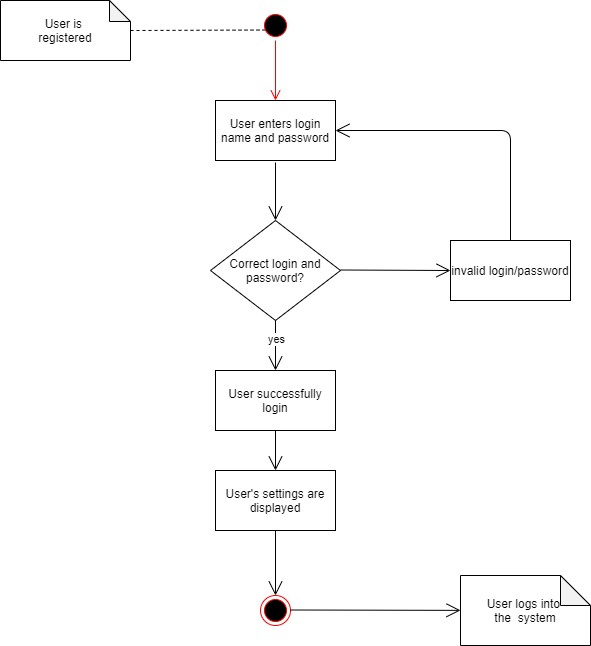 User is
registered
User enters login
name and password
Correct login and
password?
invalid login/password
yes
User successfully
login
User's settings are
displayed
User logs into
the system